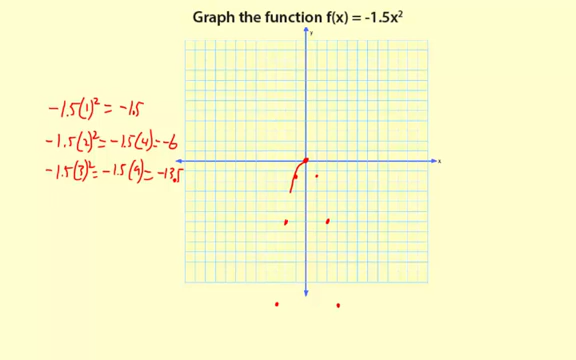 Graph the function f(x) = -1.5x²
y
-1.5(1)² = -1.5
-1.5(2)² = -1.5(4) = -6
-1.5(3)² = -1.5(9) = -13.5
x